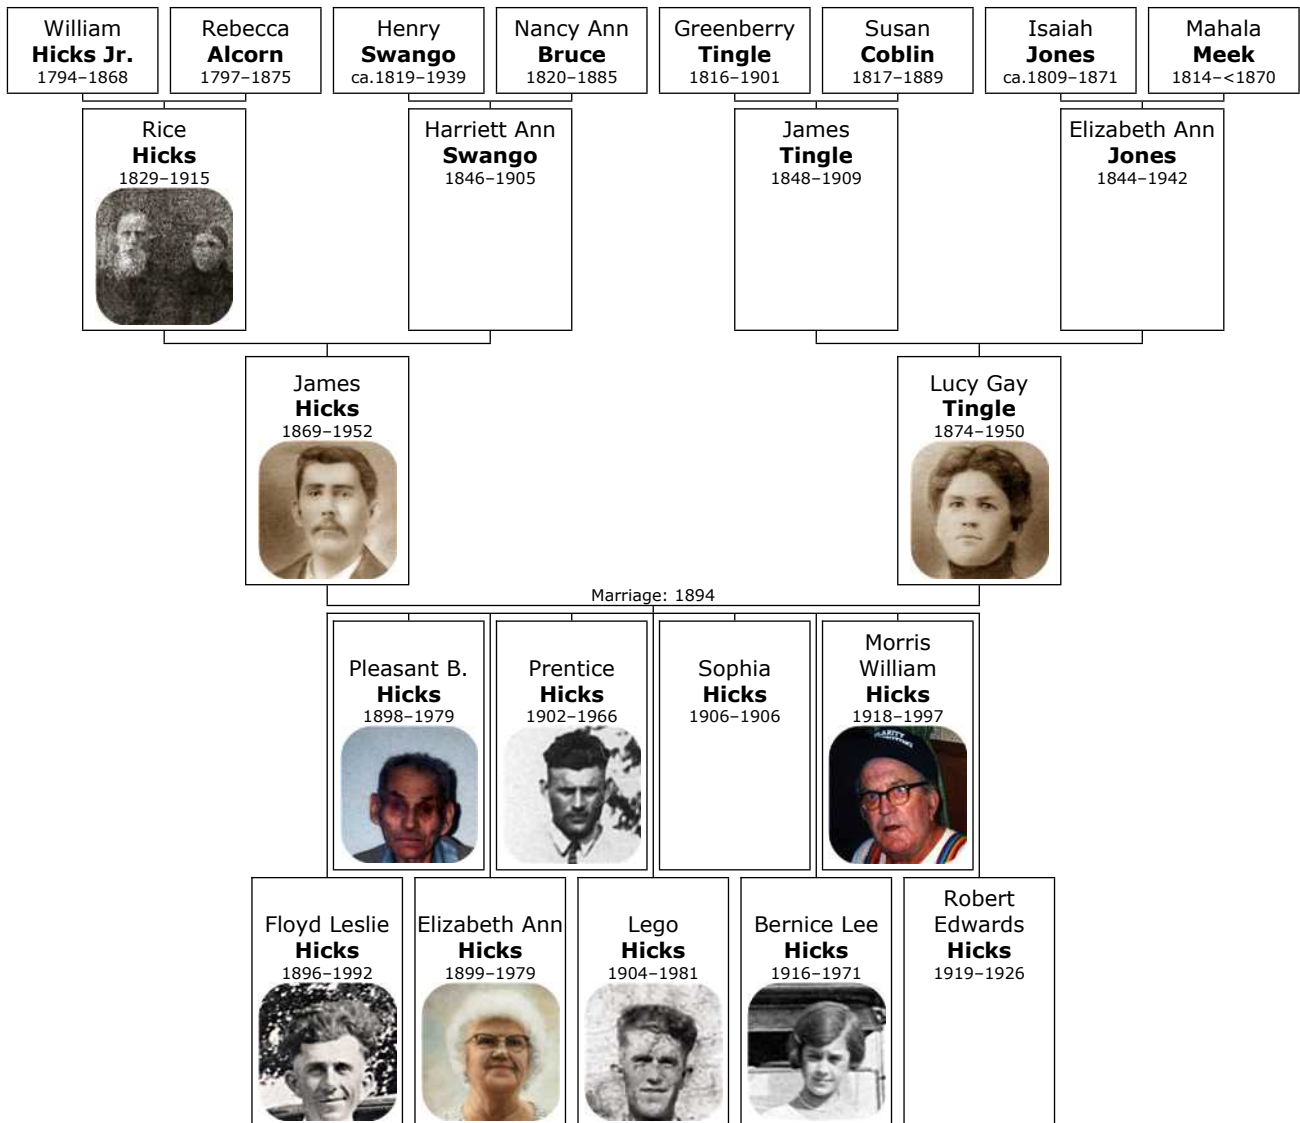 William
Hicks Jr.
1794–1868
Rebecca
Alcorn
1797–1875
Henry
Swango
ca.1819–1939
Nancy Ann
Bruce
1820–1885
Greenberry
Tingle
1816–1901
Susan
Coblin
1817–1889
Isaiah
Jones
ca.1809–1871
Mahala
Meek
1814–<1870
Rice
Hicks
1829–1915
Harriett Ann
Swango
1846–1905
James
Tingle
1848–1909
Elizabeth Ann
Jones
1844–1942
James
Hicks
1869–1952
Lucy Gay
Tingle
1874–1950
Marriage: 1894
Pleasant B.
Hicks
1898–1979
Prentice
Hicks
1902–1966
Sophia
Hicks
1906–1906
Morris
William
Hicks
1918–1997
Floyd Leslie
Hicks
1896–1992
Elizabeth Ann
Hicks
1899–1979
Lego
Hicks
1904–1981
Bernice Lee
Hicks
1916–1971
Robert
Edwards
Hicks
1919–1926